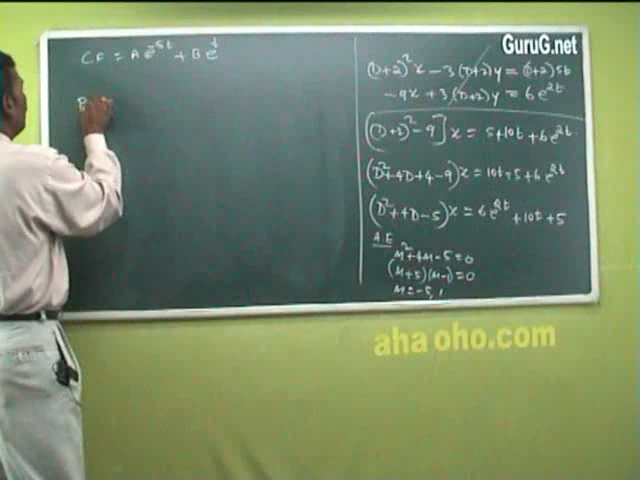 CF = A e^-5t + B e^t
P
GuruG.net
(D+2)^2 x - 3(D+2)y = (D+2)5t
-9x + 3(D+2)y = 6e^2t
[(D+2)^2 - 9]x = 5+10t+6e^2t
(D^2+4D+4-9)x = 10t+5+6e^2t
(D^2+4D-5)x = 6e^2t+10t+5
A.E
M^2+4M-5=0
(M+5)(M-1)=0
M=-5,1
aha oho.com